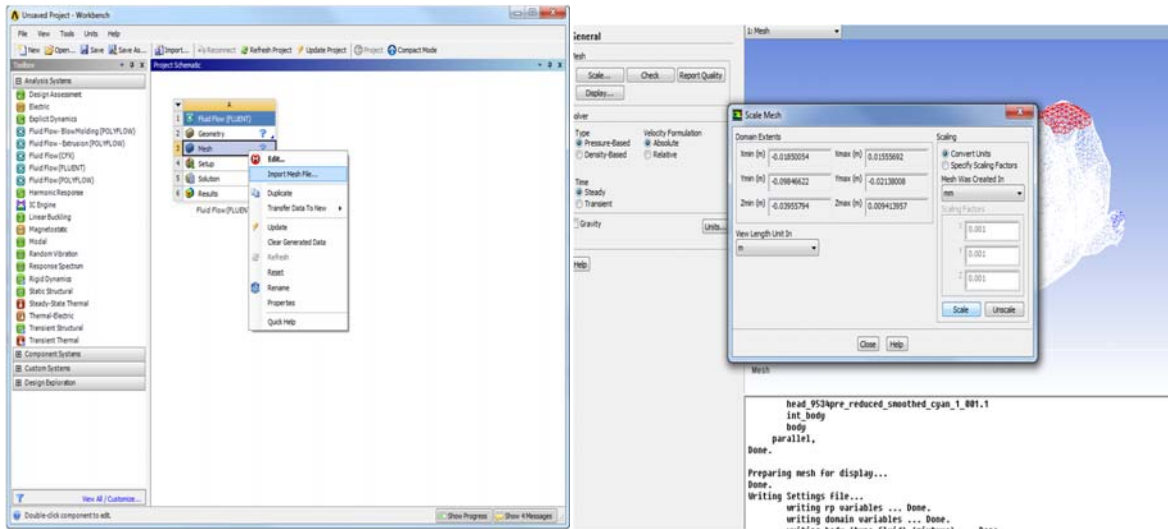 Unsaved Project - Workbench
File View Tools Units Help
New Open... Save Save As... Import... Reconnect Refresh Project Update Project Project Compact Mode
Toolbox
Project Schematic
Analysis Systems
Design Assessment
Electric
Explicit Dynamics
Fluid Flow- Blow Molding (POLYFLOW)
Fluid Flow - Extrusion (POLYFLOW)
Fluid Flow (CFX)
Fluid Flow (FLUENT)
Fluid Flow (POLYFLOW)
Harmonic Response
IC Engine
Linear Buckling
Magnetostatic
Modal
Random Vibration
Response Spectrum
Rigid Dynamics
Static Structural
Steady-State Thermal
Thermal-Electric
Transient Structural
Transient Thermal
Component Systems
Custom Systems
Design Exploration
View All / Customize...
Double-click component to edit.
A
1 Fluid Flow (FLUENT)
2 Geometry ?
3 Mesh ?
4 Setup
5 Solution
6 Results
Fluid Flow (FLUENT
Edit...
Import Mesh File...
Duplicate
Transfer Data To New
Update
Clear Generated Data
Refresh
Reset
Rename
Properties
Quick Help
Show Progress Show 4 Messages
General
Mesh
Scale... Check Report Quality
Display...
olver
Type Velocity Formulation
Pressure-Based Absolute
Density-Based Relative
Time
Steady
Transient
Gravity Units...
Help
1: Mesh
Scale Mesh
Domain Extents
Xmin (m) -0.01850054 Xmax (m) 0.01555692
Ymin (m) -0.09846622 Ymax (m) -0.02138008
Zmin (m) -0.03955794 Zmax (m) 0.009413957
View Length Unit In
m
Scaling
Convert Units
Specify Scaling Factors
Mesh Was Created In
mm
Scaling Factors
X 0.001
Y 0.001
Z 0.001
Scale Unscale
Close Help
Mesh
head_9534pre_reduced_smoothed_cyan_1_001.1
int_body
body
parallel,
Done.
Preparing mesh for display...
Done.
Writing Settings file...
writing rp variables ... Done.
writing domain variables ... Done.